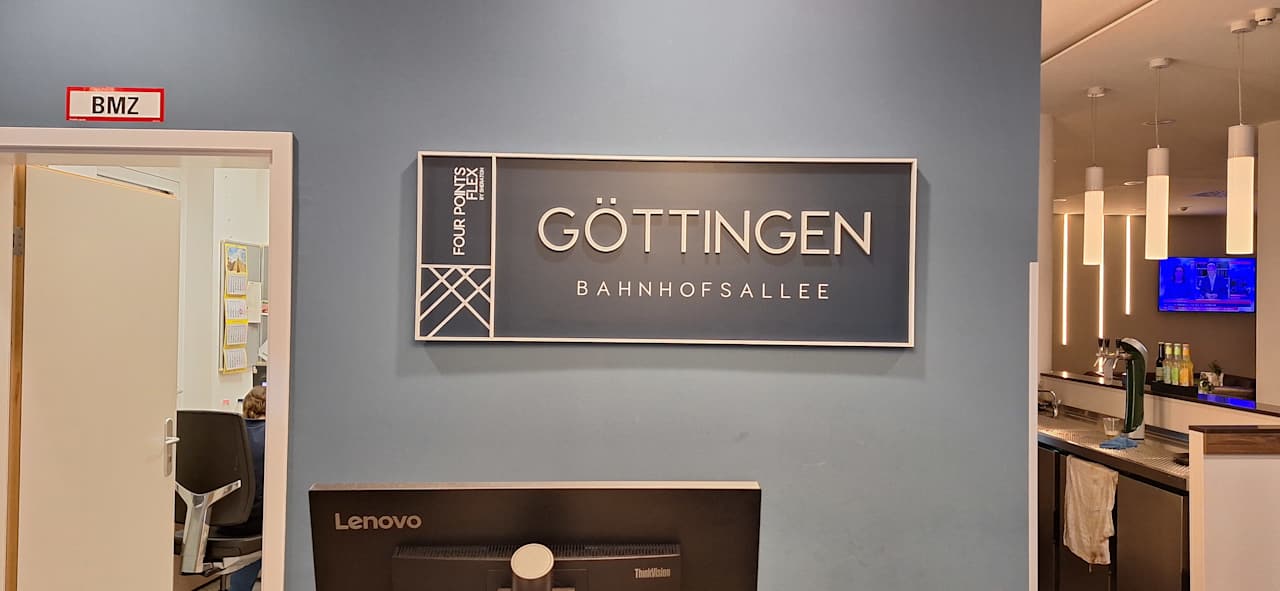 BMZ
FOUR POINTS
FLEX
BY SHERATON
GÖTTINGEN
BAHNHOFSALLEE
Lenovo
ThinkVision